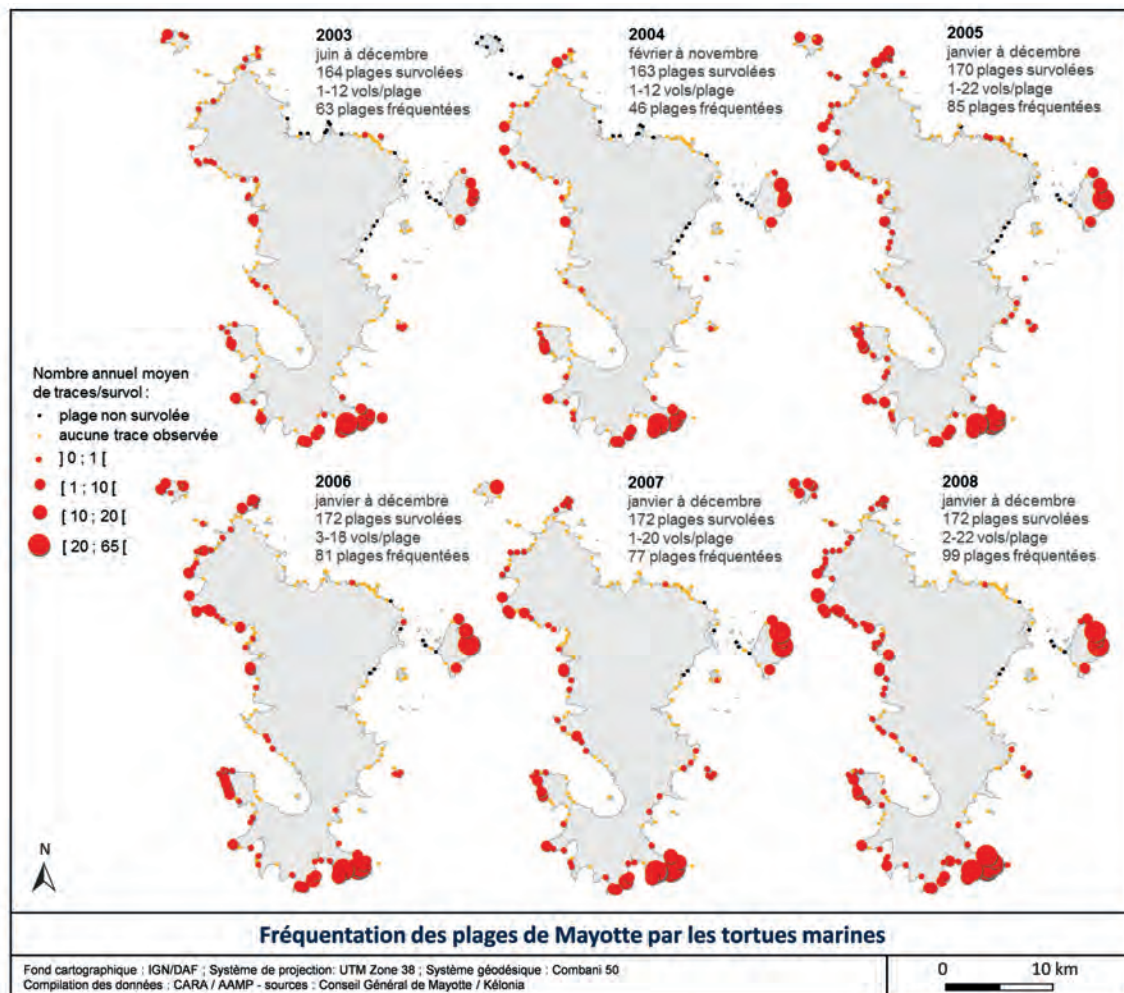 2003
juin à décembre
164 plages survolées
1-12 vols/plage
63 plages fréquentées
2004
février à novembre
163 plages survolées
1-12 vols/plage
46 plages fréquentées
2005
janvier à décembre
170 plages survolées
1-22 vols/plage
85 plages fréquentées
Nombre annuel moyen
de traces/survol :
plage non survolée
aucune trace observée
] 0 ; 1 [
[ 1 ; 10 [
[ 10 ; 20 [
[ 20 ; 65 [
2006
janvier à décembre
172 plages survolées
3-18 vols/plage
81 plages fréquentées
2007
janvier à décembre
172 plages survolées
1-20 vols/plage
77 plages fréquentées
2008
janvier à décembre
172 plages survolées
2-22 vols/plage
99 plages fréquentées
N
Fréquentation des plages de Mayotte par les tortues marines
Fond cartographique : IGN/DAF ; Système de projection: UTM Zone 38 ; Système géodésique : Combani 50
Compilation des données : CARA / AAMP - sources : Conseil Général de Mayotte / Kélonia
0 10 km